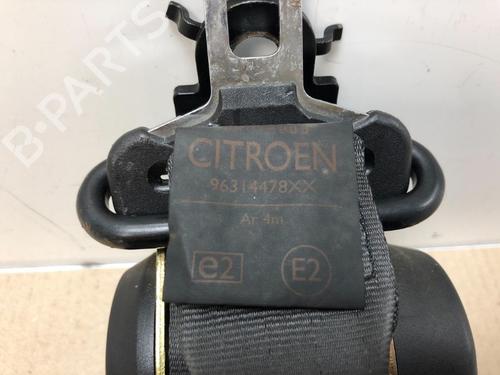 CITROEN
96314478XX
Ar 4m
e2
E2
B-PARTS